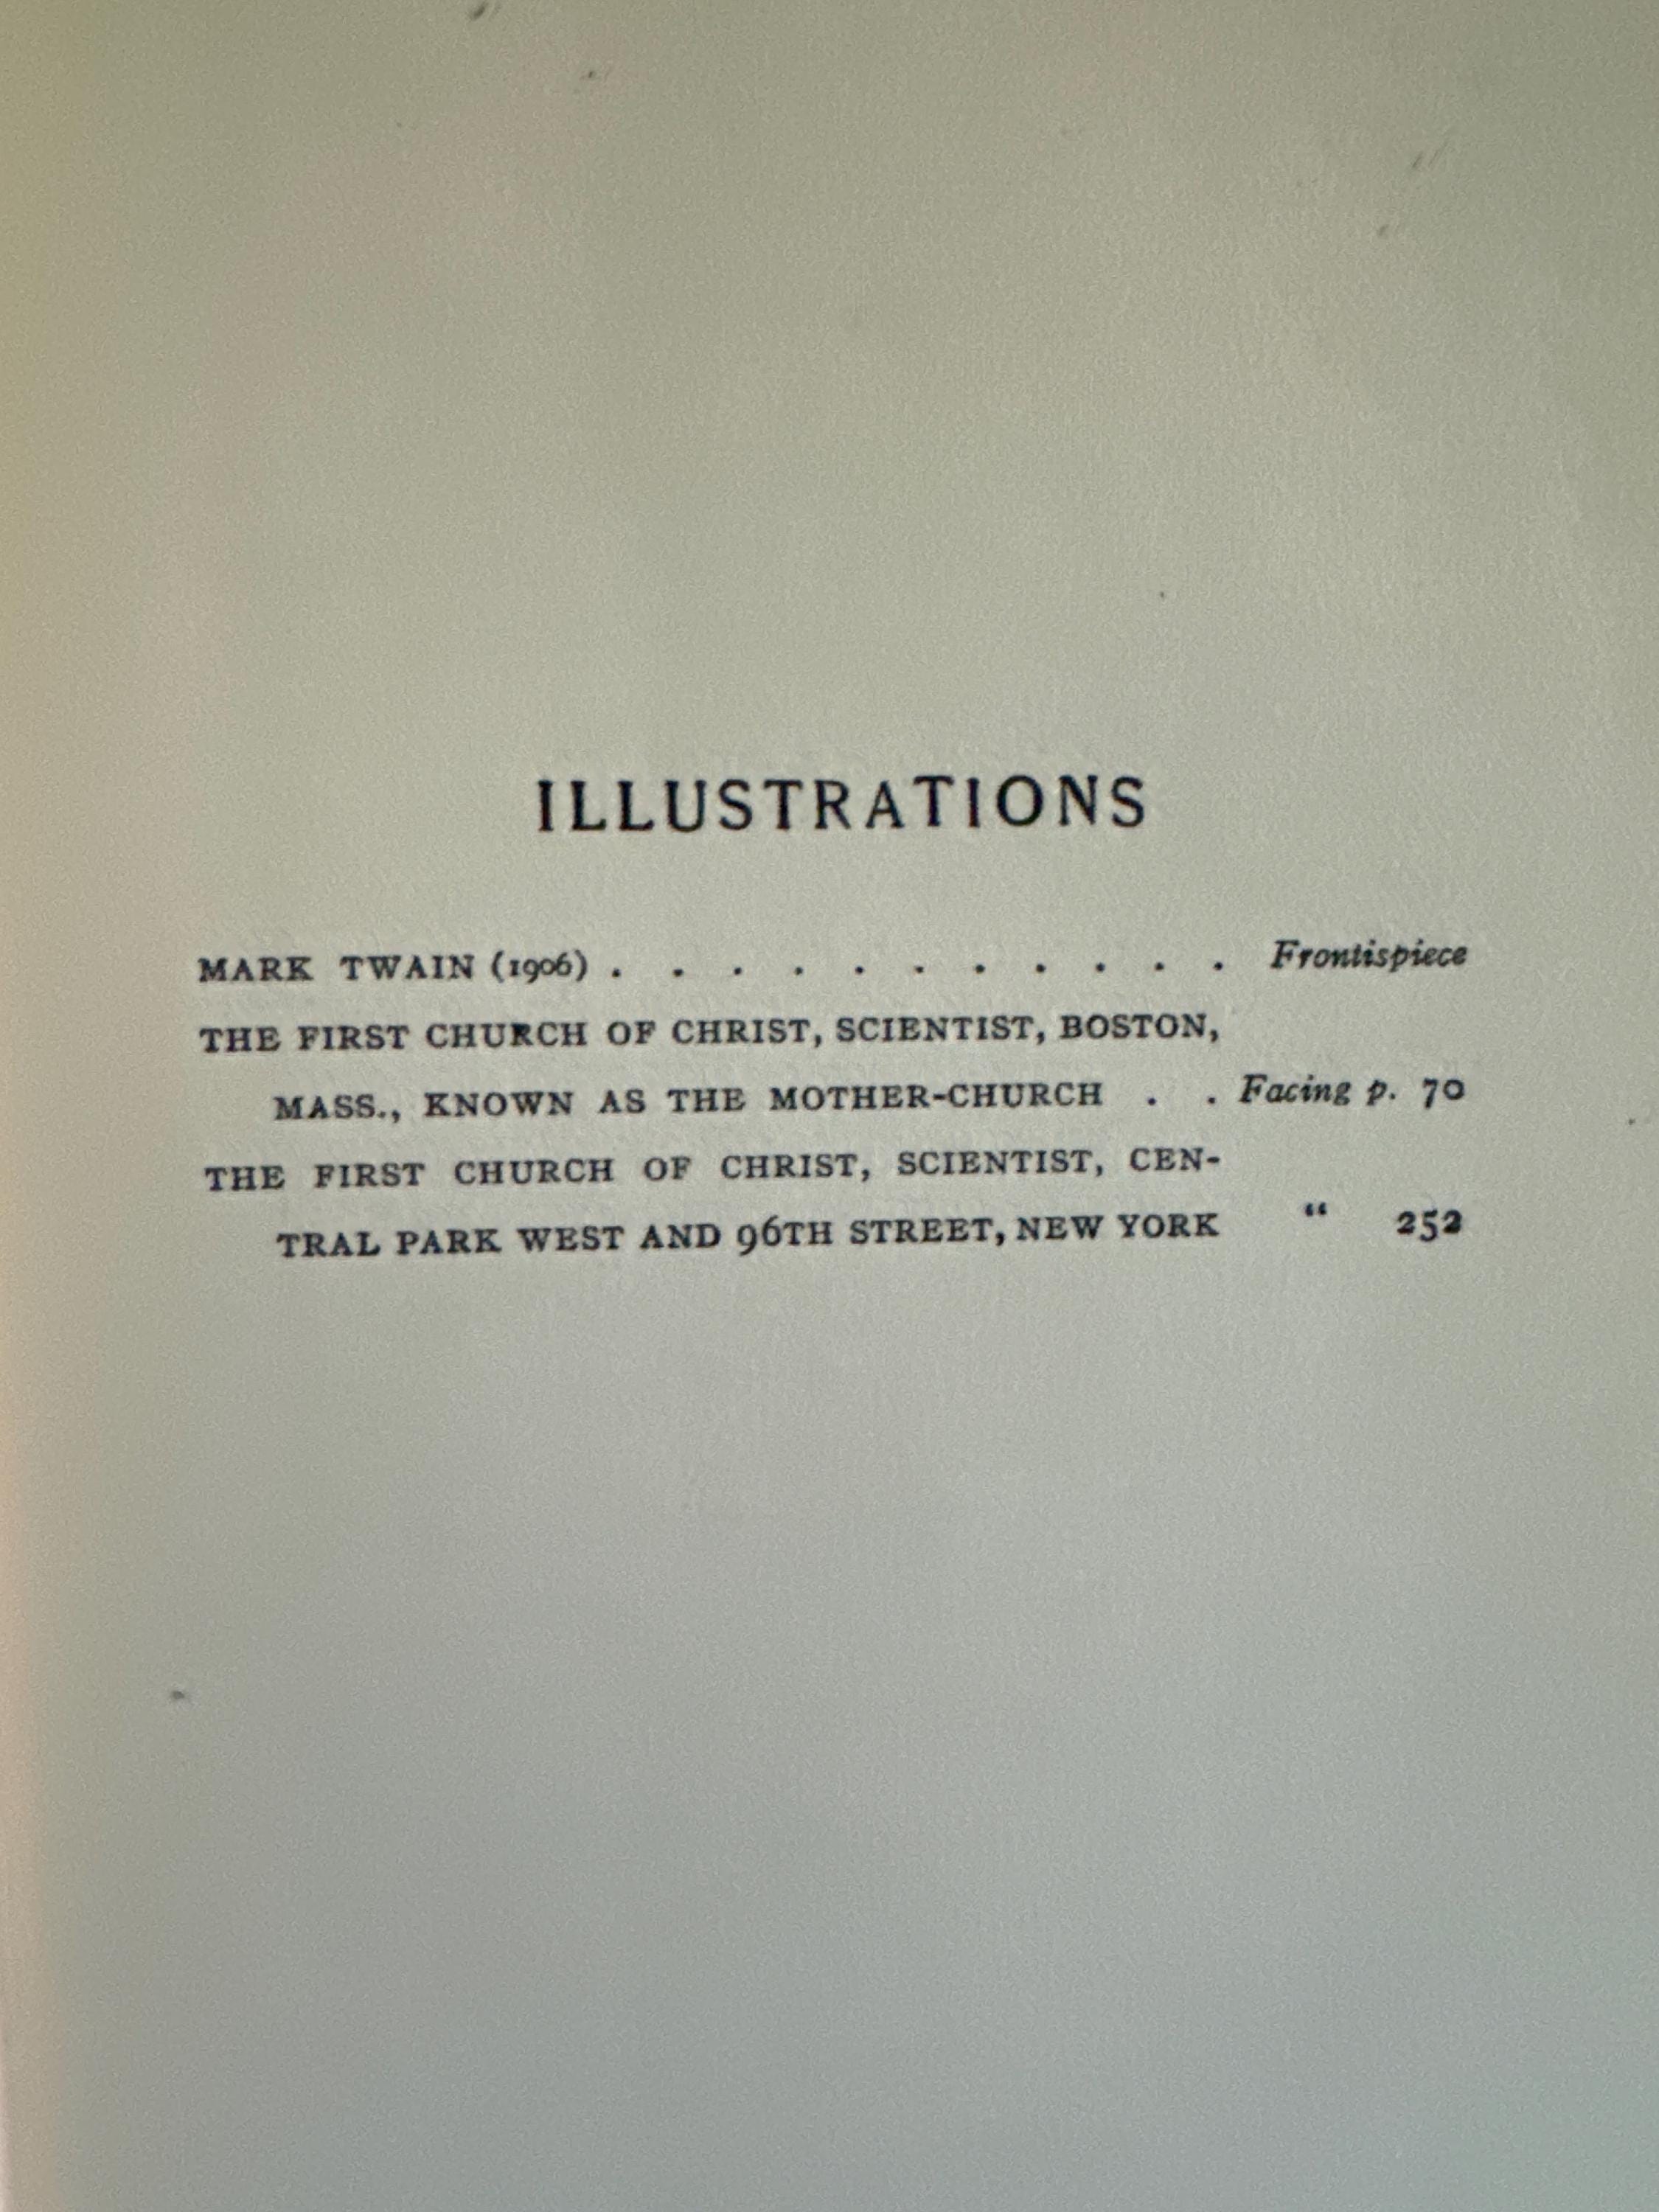 ILLUSTRATIONS
MARK TWAIN (1906) . . . . . . . . . . . Frontispiece
THE FIRST CHURCH OF CHRIST, SCIENTIST, BOSTON,
MASS., KNOWN AS THE MOTHER-CHURCH . . Facing p. 70
THE FIRST CHURCH OF CHRIST, SCIENTIST, CEN-
TRAL PARK WEST AND 96TH STREET, NEW YORK “ 252